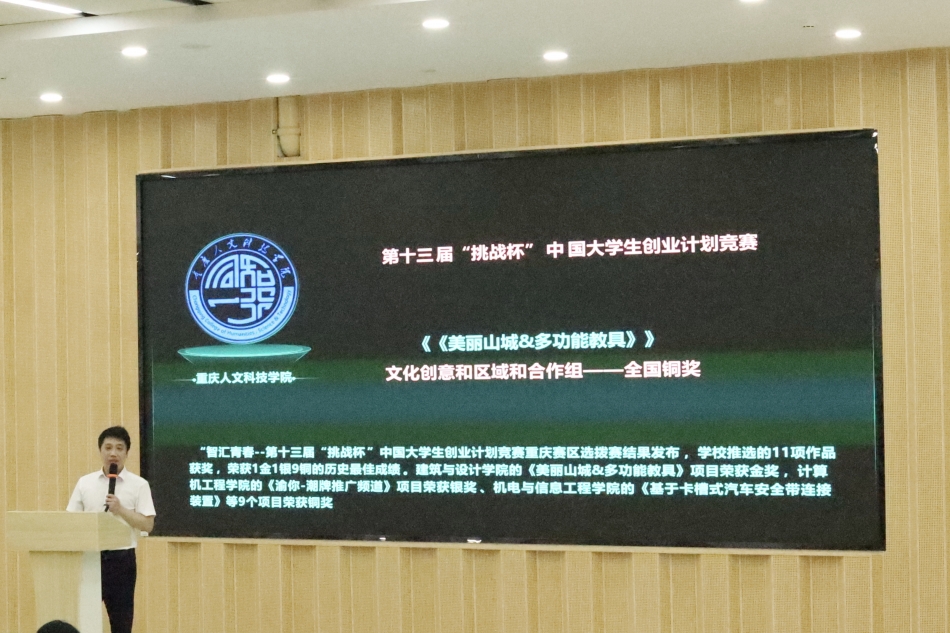 重庆人文科技学院
第十三届“挑战杯”中国大学生创业计划竞赛
《《美丽山城&多功能教具》》
·重庆人文科技学院·
文化创意和区域和合作组——全国铜奖
“智汇青春--第十三届“挑战杯”中国大学生创业计划竞赛重庆赛区选拨赛结果发布，学校推选的11项作品
获奖，荣获1金1银9铜的历史最佳成绩。建筑与设计学院的《美丽山城&多功能教具》项目荣获金奖，计算
机工程学院的《渝你-潮牌推广频道》项目荣获银奖、机电与信息工程学院的《基于卡槽式汽车安全带连接
装置》等9个项目荣获铜奖